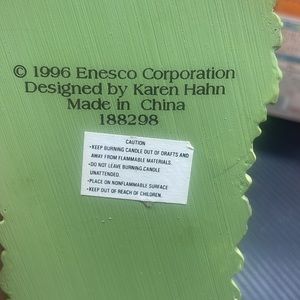 © 1996 Enesco Corporation
Designed by Karen Hahn
Made in China
188298
CAUTION
•KEEP BURNING CANDLE OUT OF DRAFTS AND
AWAY FROM FLAMMABLE MATERIALS.
•DO NOT LEAVE BURNING CANDLE
UNATTENDED.
•PLACE ON NONFLAMMABLE SURFACE
•KEEP OUT OF REACH OF CHILDREN.